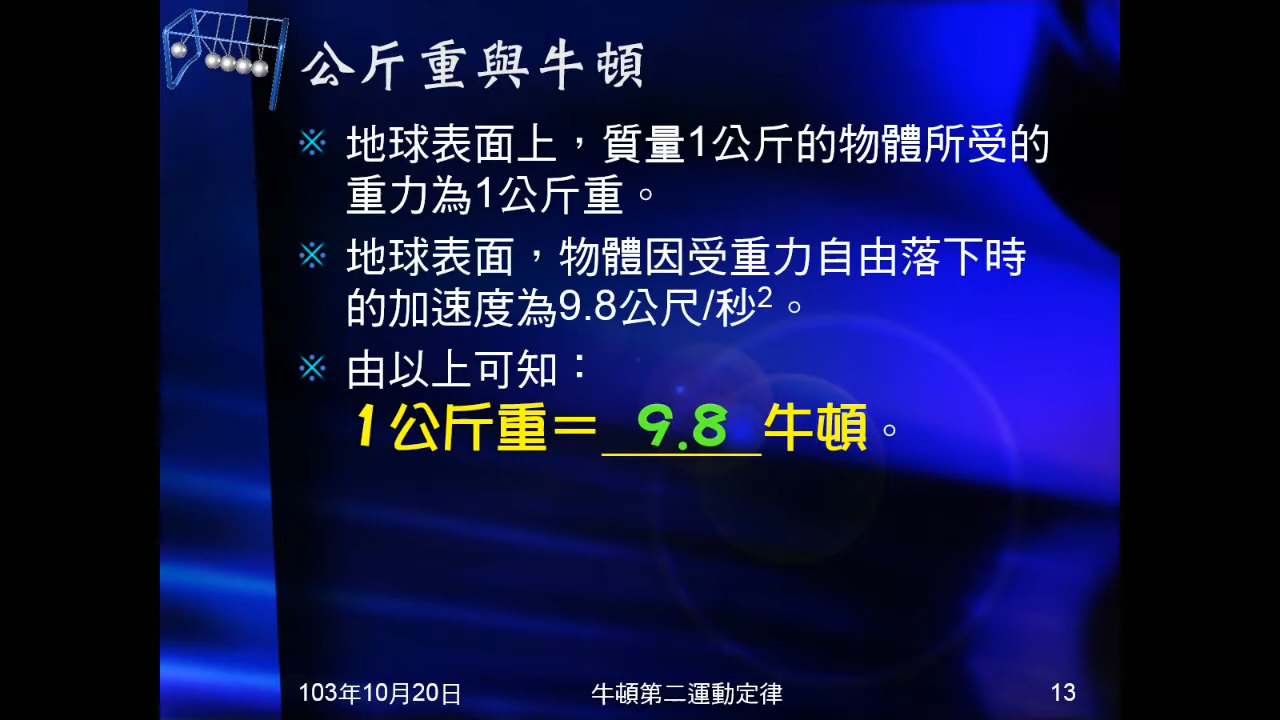 公斤重與牛頓
※ 地球表面上，質量1公斤的物體所受的
重力為1公斤重。
※ 地球表面，物體因受重力自由落下時
的加速度為9.8公尺/秒²。
※ 由以上可知：
1公斤重＝ 9.8 牛頓。
103年10月20日 牛頓第二運動定律 13